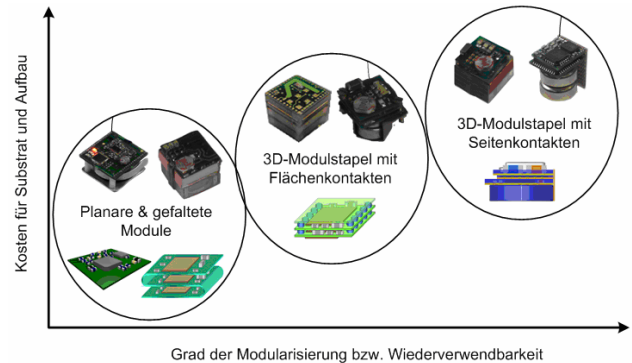 Kosten für Substrat und Aufbau
3D-Modulstapel mit
Seitenkontakten
3D-Modulstapel mit
Flächenkontakten
Planare & gefaltete
Module
Grad der Modularisierung bzw. Wiederverwendbarkeit